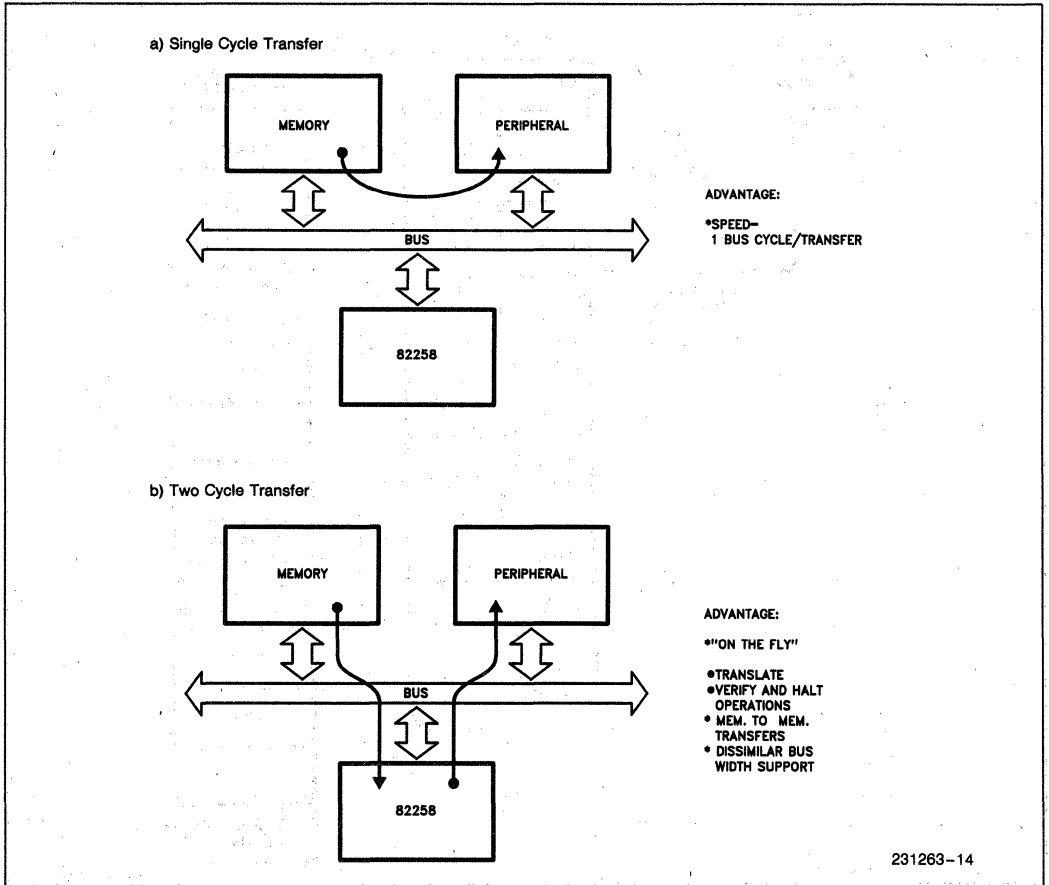 a) Single Cycle Transfer
MEMORY
PERIPHERAL
ADVANTAGE:
*SPEED–
1 BUS CYCLE/TRANSFER
BUS
82258
b) Two Cycle Transfer
MEMORY
PERIPHERAL
ADVANTAGE:
*"ON THE FLY"
●TRANSLATE
●VERIFY AND HALT
OPERATIONS
* MEM. TO MEM.
TRANSFERS
* DISSIMILAR BUS
WIDTH SUPPORT
BUS
82258
231263–14